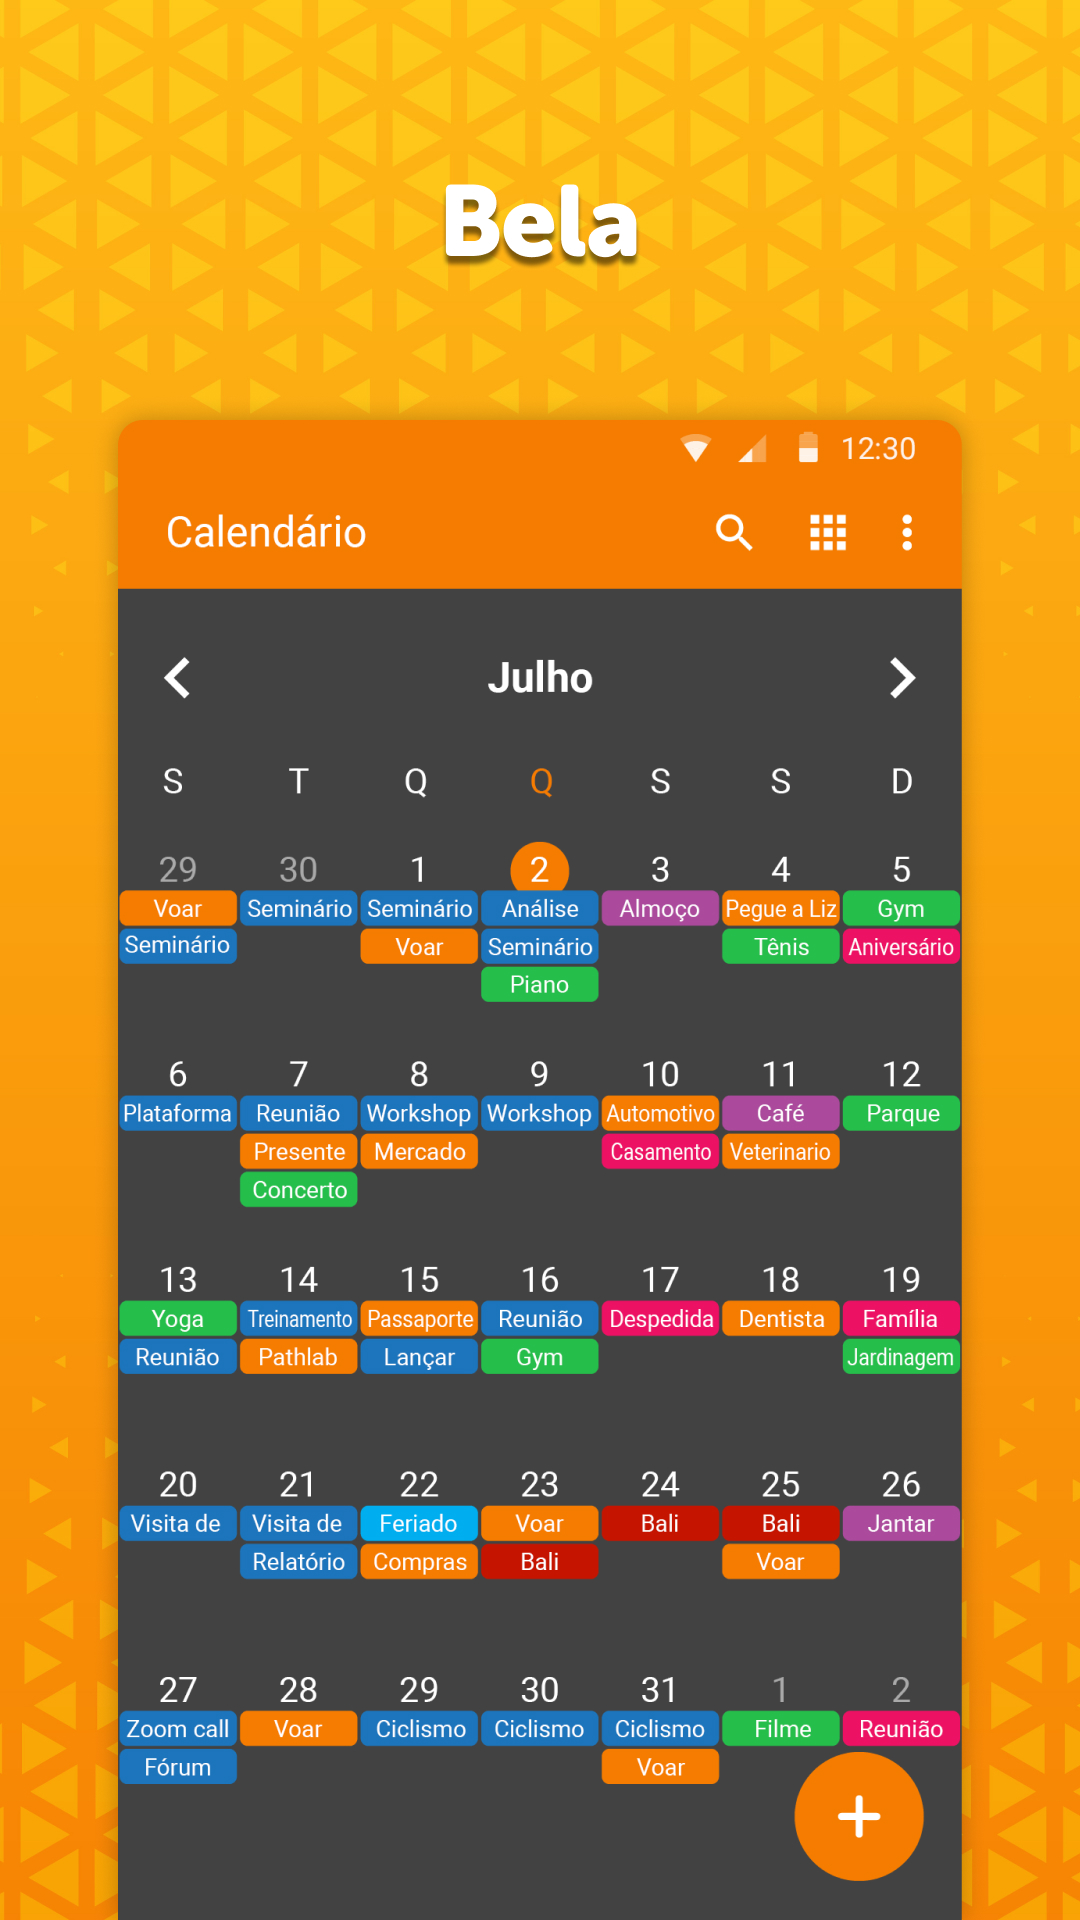 Bela
12:30
Calendário
Julho
S T Q Q S S D
29 30 1 2 3 4 5
Voar Seminário Seminário Análise Almoço Pegue a Liz Gym
Seminário Voar Seminário Tênis Aniversário
Piano
6 7 8 9 10 11 12
Plataforma Reunião Workshop Workshop Automotivo Café Parque
Presente Mercado Casamento Veterinario
Concerto
13 14 15 16 17 18 19
Yoga Treinamento Passaporte Reunião Despedida Dentista Família
Reunião Pathlab Lançar Gym Jardinagem
20 21 22 23 24 25 26
Visita de Visita de Feriado Voar Bali Bali Jantar
Relatório Compras Bali Voar
27 28 29 30 31 1 2
Zoom call Voar Ciclismo Ciclismo Ciclismo Filme Reunião
Fórum Voar